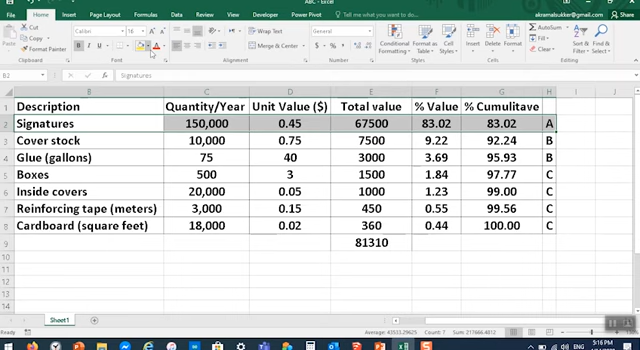 ABC - Excel
File Home Insert Page Layout Formulas Data Review View Developer Power Pivot Tell me what you want to do akramalsukker@gmail.com Share
Cut
Copy
Format Painter
Paste
Clipboard
Calibri 16
B I U
Font
Wrap Text
Merge & Center
Alignment
General
Number
Conditional Formatting
Format as Table
Cell Styles
Styles
Insert Delete Format
Cells
AutoSum
Fill
Clear
Sort & Filter
Find & Select
Editing
B2 Signatures
B C D E F G H I J
1 Description Quantity/Year Unit Value ($) Total value % Value % Cumulitave
2 Signatures 150,000 0.45 67500 83.02 83.02 A
3 Cover stock 10,000 0.75 7500 9.22 92.24 B
4 Glue (gallons) 75 40 3000 3.69 95.93 B
5 Boxes 500 3 1500 1.84 97.77 C
6 Inside covers 20,000 0.05 1000 1.23 99.00 C
7 Reinforcing tape (meters) 3,000 0.15 450 0.55 99.56 C
8 Cardboard (square feet) 18,000 0.02 360 0.44 100.00 C
9 81310
10
11
12
13
14
Sheet1
Ready Average: 43553.29625 Count: 7 Sum: 217666.4812
ENG 9:16 PM